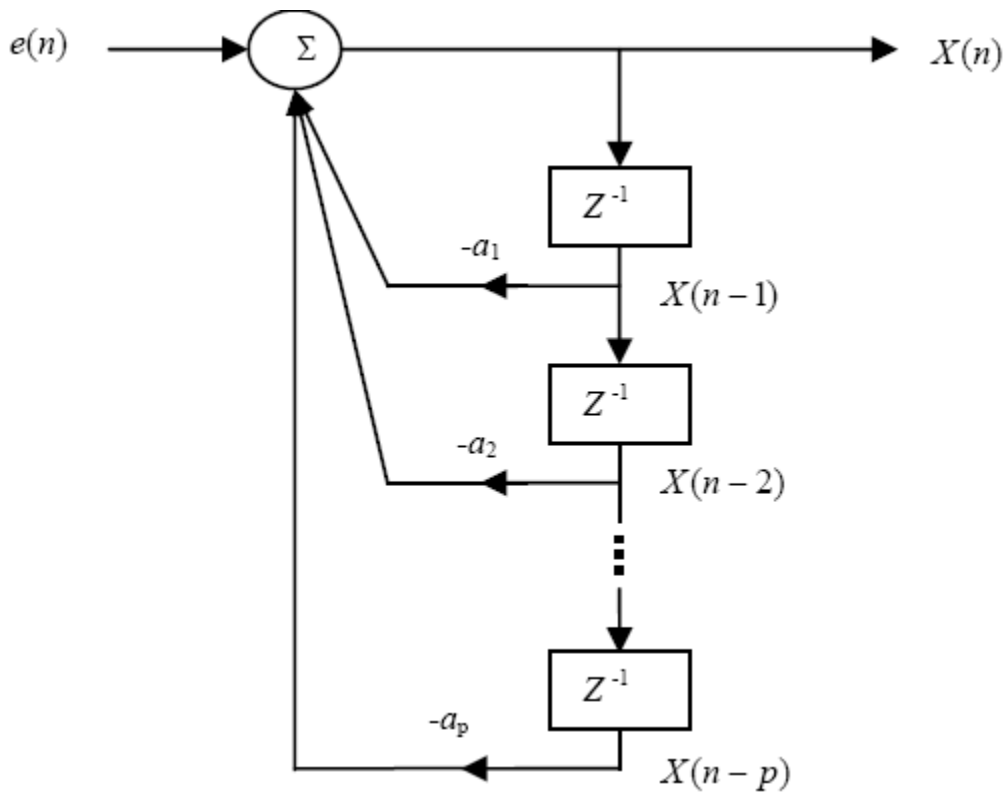 e(n)
Σ
X(n)
Z⁻¹
-a₁
X(n − 1)
Z⁻¹
-a₂
X(n − 2)
Z⁻¹
-aₚ
X(n − p)